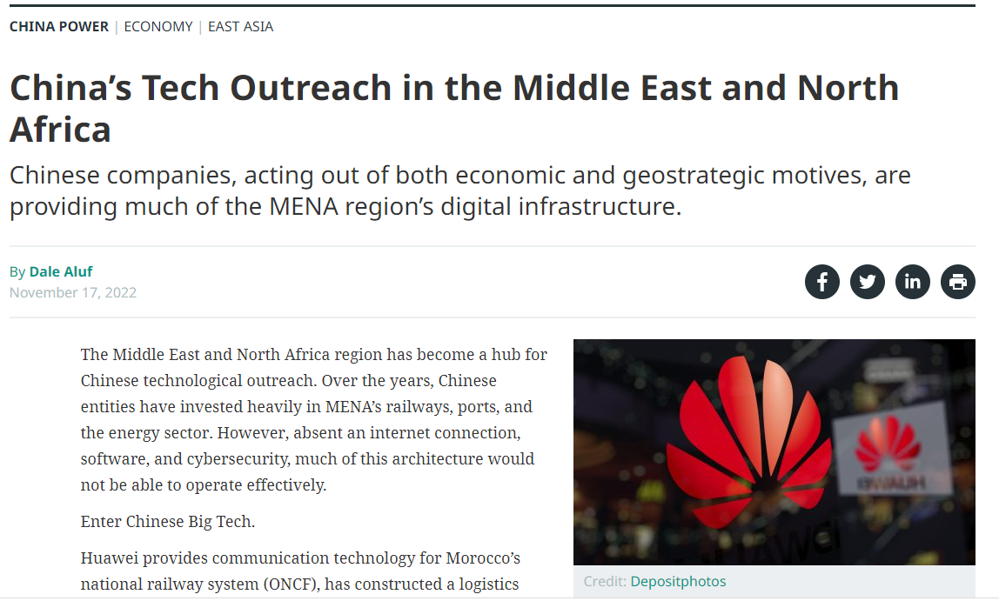 CHINA POWER | ECONOMY | EAST ASIA
China’s Tech Outreach in the Middle East and North
Africa
Chinese companies, acting out of both economic and geostrategic motives, are
providing much of the MENA region’s digital infrastructure.
By Dale Aluf
November 17, 2022
The Middle East and North Africa region has become a hub for
Chinese technological outreach. Over the years, Chinese
entities have invested heavily in MENA’s railways, ports, and
the energy sector. However, absent an internet connection,
software, and cybersecurity, much of this architecture would
not be able to operate effectively.
Enter Chinese Big Tech.
Huawei provides communication technology for Morocco’s
national railway system (ONCF), has constructed a logistics
HUAWEI
HUAWEI
Credit: Depositphotos